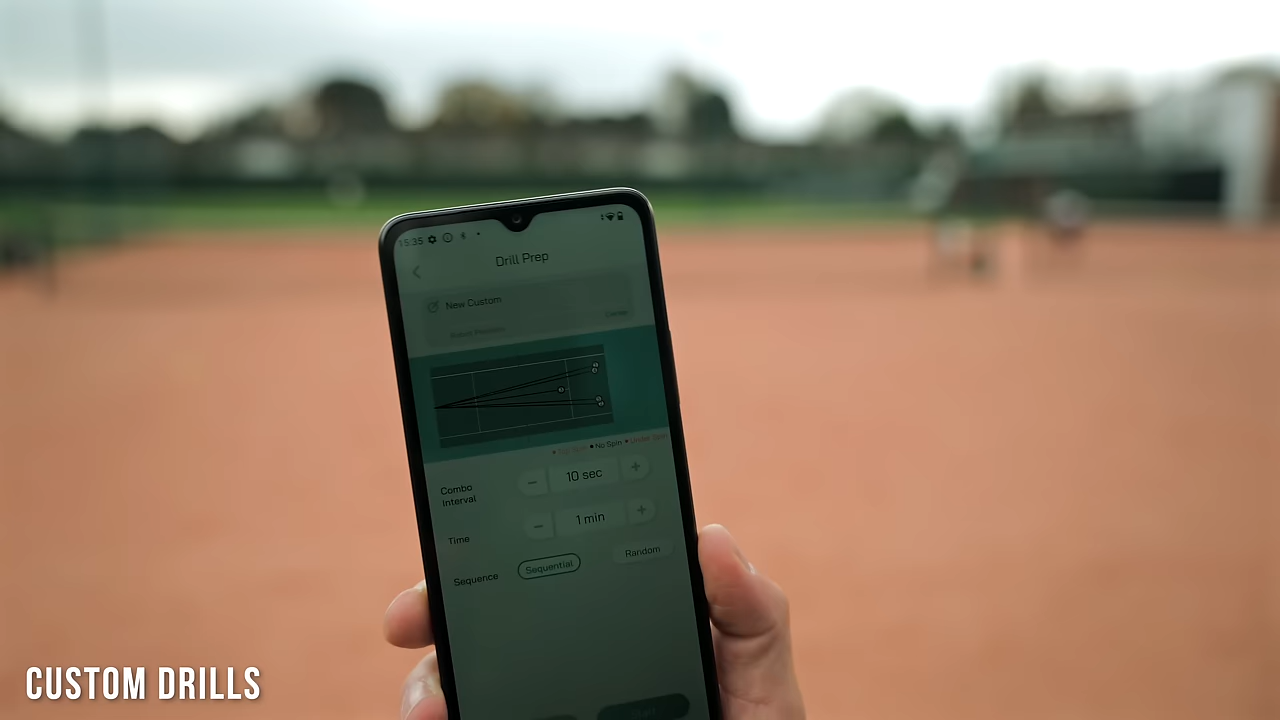 15:35
Drill Prep
New Custom
No Spin
Combo
Interval
− 10 sec +
Time
− 1 min +
Sequence
Sequential
Random
CUSTOM DRILLS